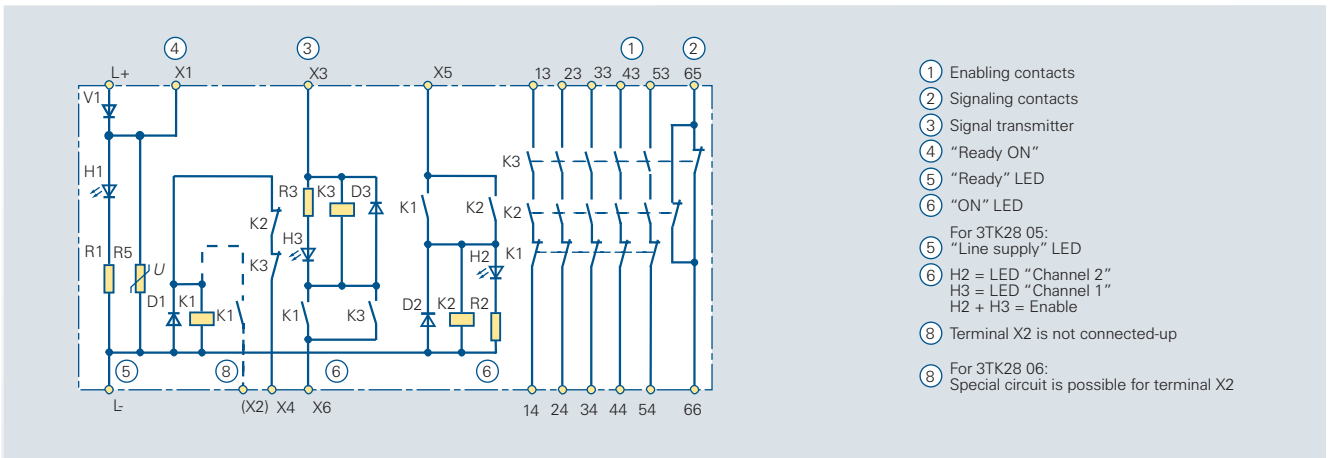 4 3 1 2
L+ X1 X3 X5 13 23 33 43 53 65
V1
H1
K3
R3 K3 D3
K1 K2 K2
K2
R1 R5 U
H3
K3
H2 K1
D1 K1 K1 K1 K3 D2 K2 R2
5 8 6 6
L- (X2) X4 X6 14 24 34 44 54 66
1 Enabling contacts
2 Signaling contacts
3 Signal transmitter
4 “Ready ON”
5 “Ready” LED
6 “ON” LED
For 3TK28 05:
5 “Line supply” LED
6 H2 = LED “Channel 2”
H3 = LED “Channel 1”
H2 + H3 = Enable
8 Terminal X2 is not connected-up
For 3TK28 06:
8 Special circuit is possible for terminal X2